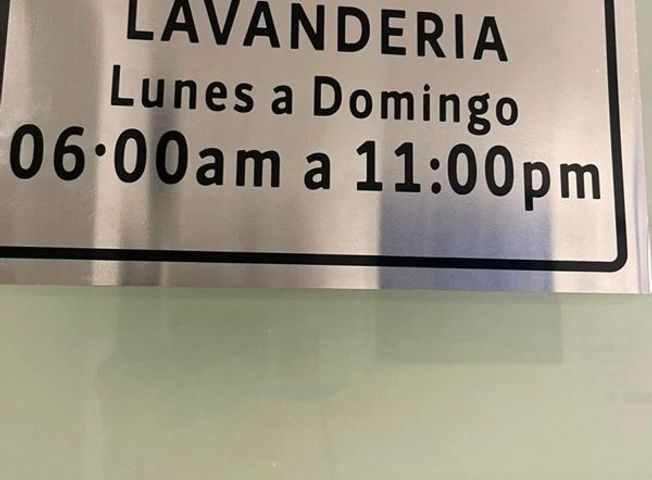 LAVANDERIA
Lunes a Domingo
06:00am a 11:00pm